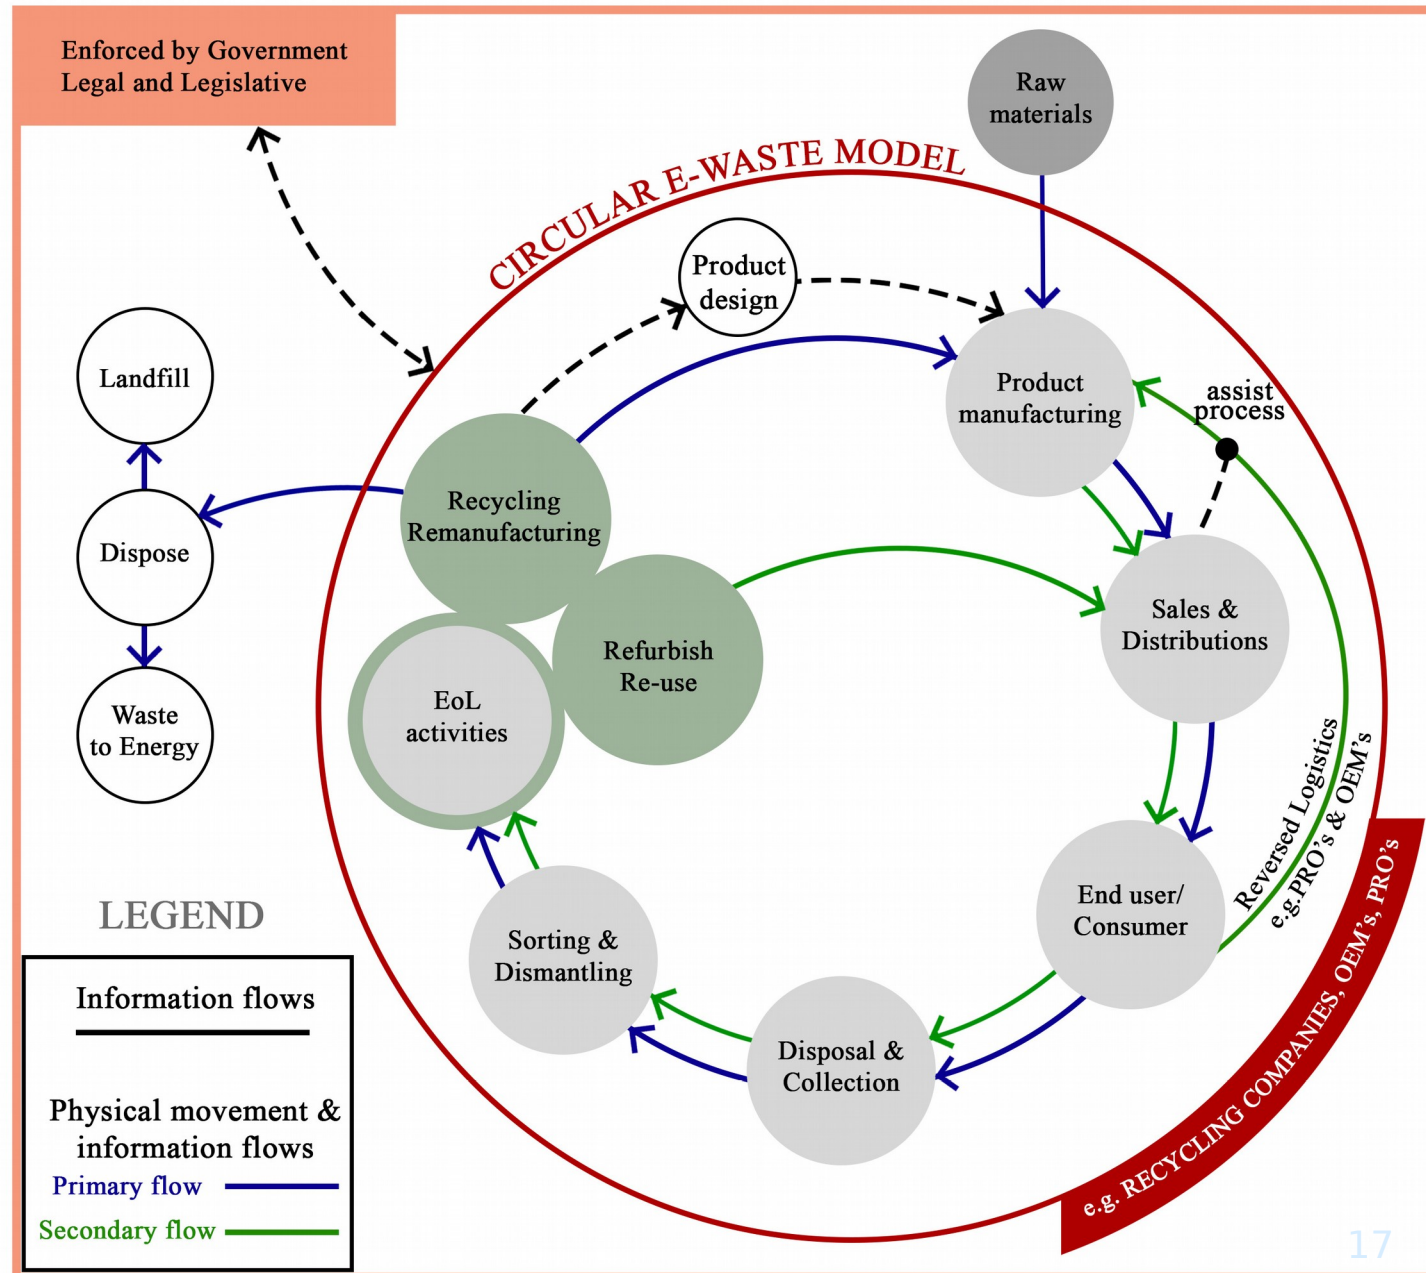 Enforced by Government
Legal and Legislative
Raw
materials
CIRCULAR E-WASTE MODEL
Product
design
Landfill
Product
manufacturing
assist
process
Recycling
Remanufacturing
Dispose
Sales &
Distributions
Refurbish
Re-use
EoL
activities
Waste
to Energy
Reversed Logistics
e.g.PRO's & OEM's
End user/
Consumer
LEGEND
Sorting &
Dismantling
Information flows
Disposal &
Collection
Physical movement &
information flows
Primary flow
Secondary flow
e.g. RECYCLING COMPANIES, OEM's, PRO's
17